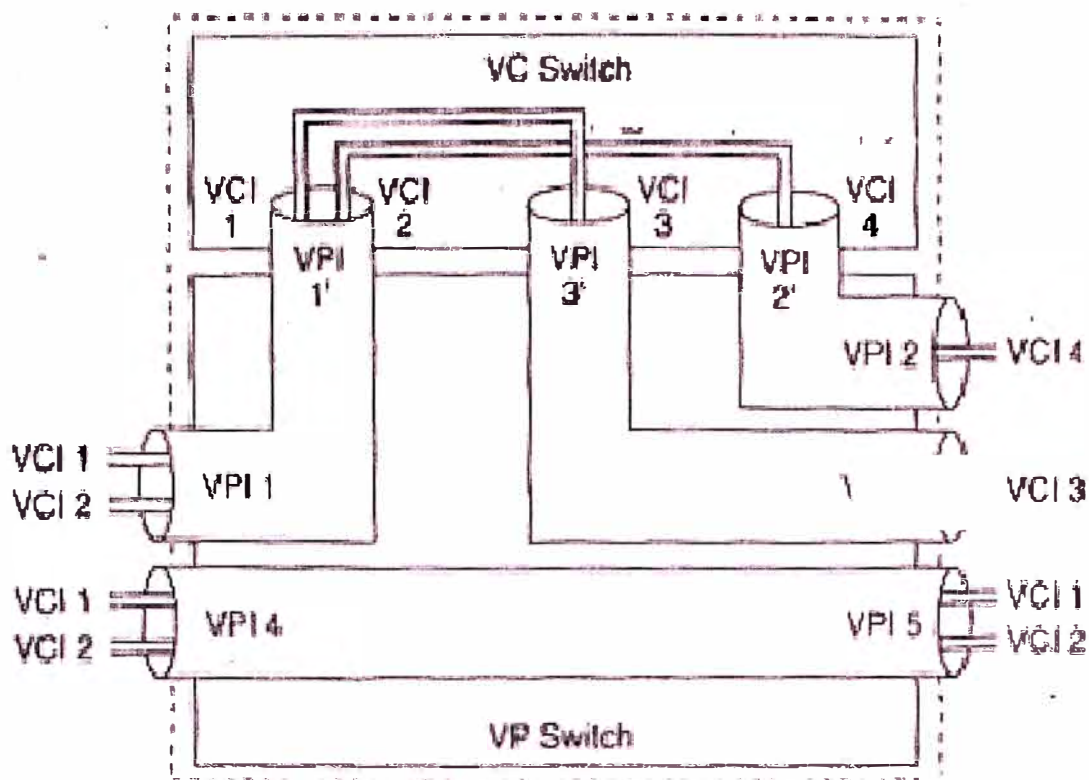 VC Switch
VCI
1
VCI
2
VCI
3
VCI
4
VPI
1'
VPI
3'
VPI
2'
VPI 2
VCI 4
VCI 1
VCI 2
VPI 1
VCI 3
VCI 1
VCI 2
VPI 4
VPI 5
VCI 1
VCI 2
VP Switch